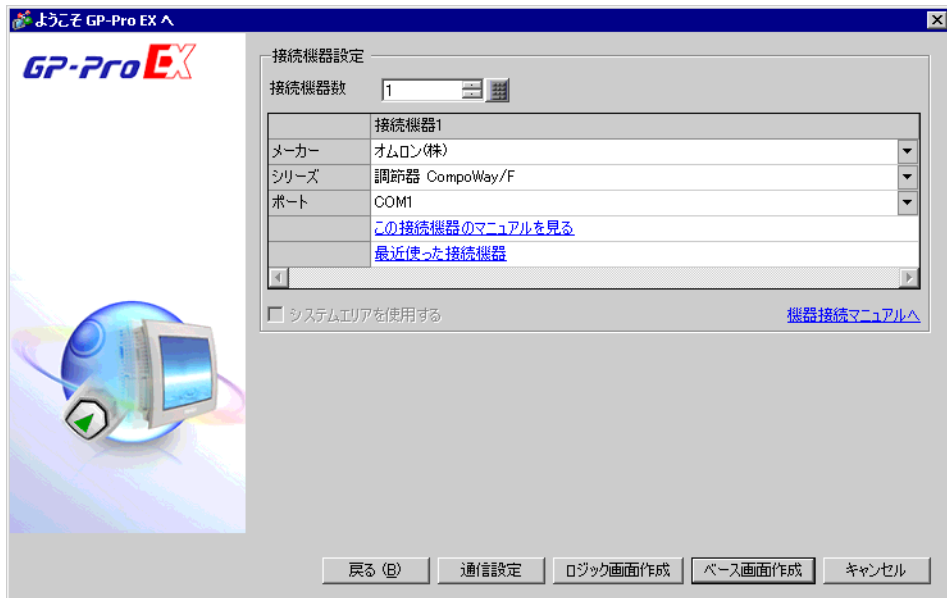 ようこそ GP-Pro EX へ
GP-Pro EX
接続機器設定
接続機器数 1
接続機器1
メーカー オムロン(株)
シリーズ 調節器 CompoWay/F
ポート COM1
この接続機器のマニュアルを見る
最近使った接続機器
システムエリアを使用する 機器接続マニュアルへ
戻る (B) 通信設定 ロジック画面作成 ベース画面作成 キャンセル